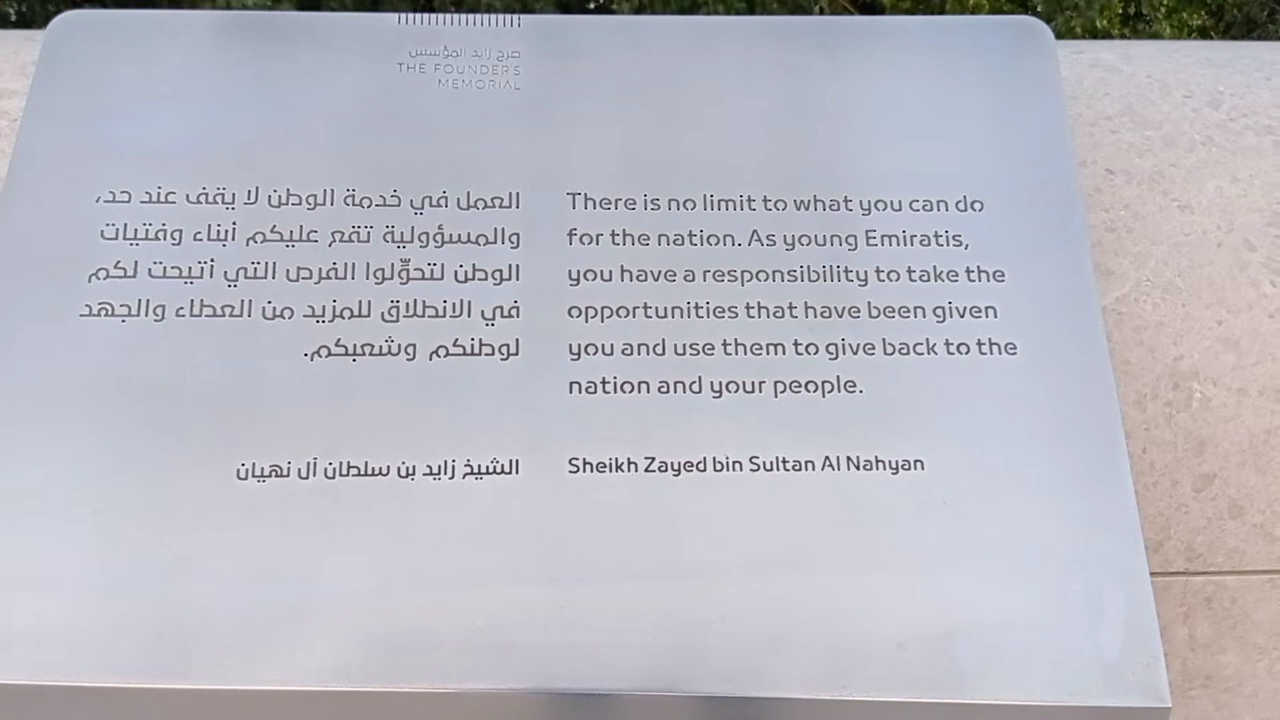 صرح زايد المؤسس
THE FOUNDER'S
MEMORIAL
العمل في خدمة الوطن لا يقف عند حد،
والمسؤولية تقع عليكم أبناء وفتيات
الوطن لتحوّلوا الفرص التي أتيحت لكم
في الانطلاق للمزيد من العطاء والجهد
لوطنكم وشعبكم.
الشيخ زايد بن سلطان آل نهيان
There is no limit to what you can do
for the nation. As young Emiratis,
you have a responsibility to take the
opportunities that have been given
you and use them to give back to the
nation and your people.
Sheikh Zayed bin Sultan Al Nahyan